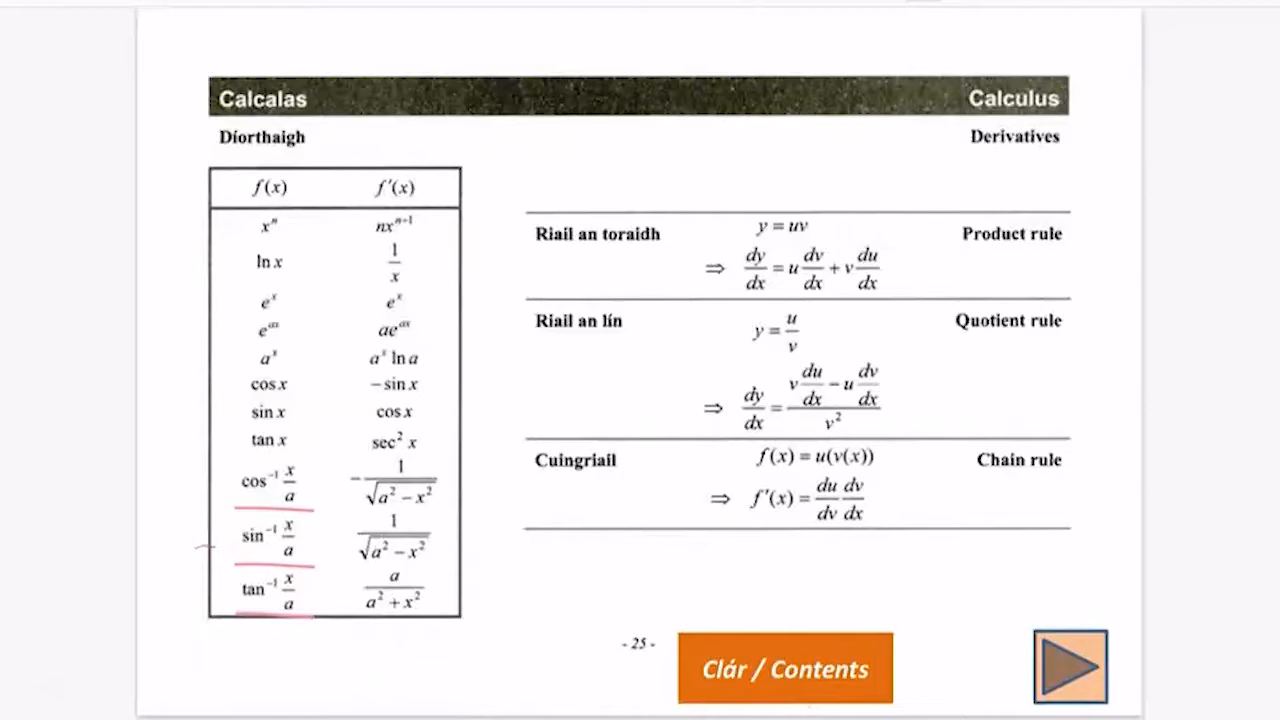 Calcalas Calculus
Díorthaigh Derivatives
f(x) f′(x)
xⁿ nxⁿ⁻¹
ln x 1/x
eˣ eˣ
eᵃˣ aeᵃˣ
aˣ aˣ ln a
cos x −sin x
sin x cos x
tan x sec² x
cos⁻¹ x/a −1/√(a² − x²)
sin⁻¹ x/a 1/√(a² − x²)
tan⁻¹ x/a a/(a² + x²)
Riail an toraidh y = uv Product rule
⇒ dy/dx = u dv/dx + v du/dx
Riail an lín y = u/v Quotient rule
⇒ dy/dx = (v du/dx − u dv/dx)/v²
Cuingriail f(x) = u(v(x)) Chain rule
⇒ f′(x) = du/dv dv/dx
- 25 -
Clár / Contents